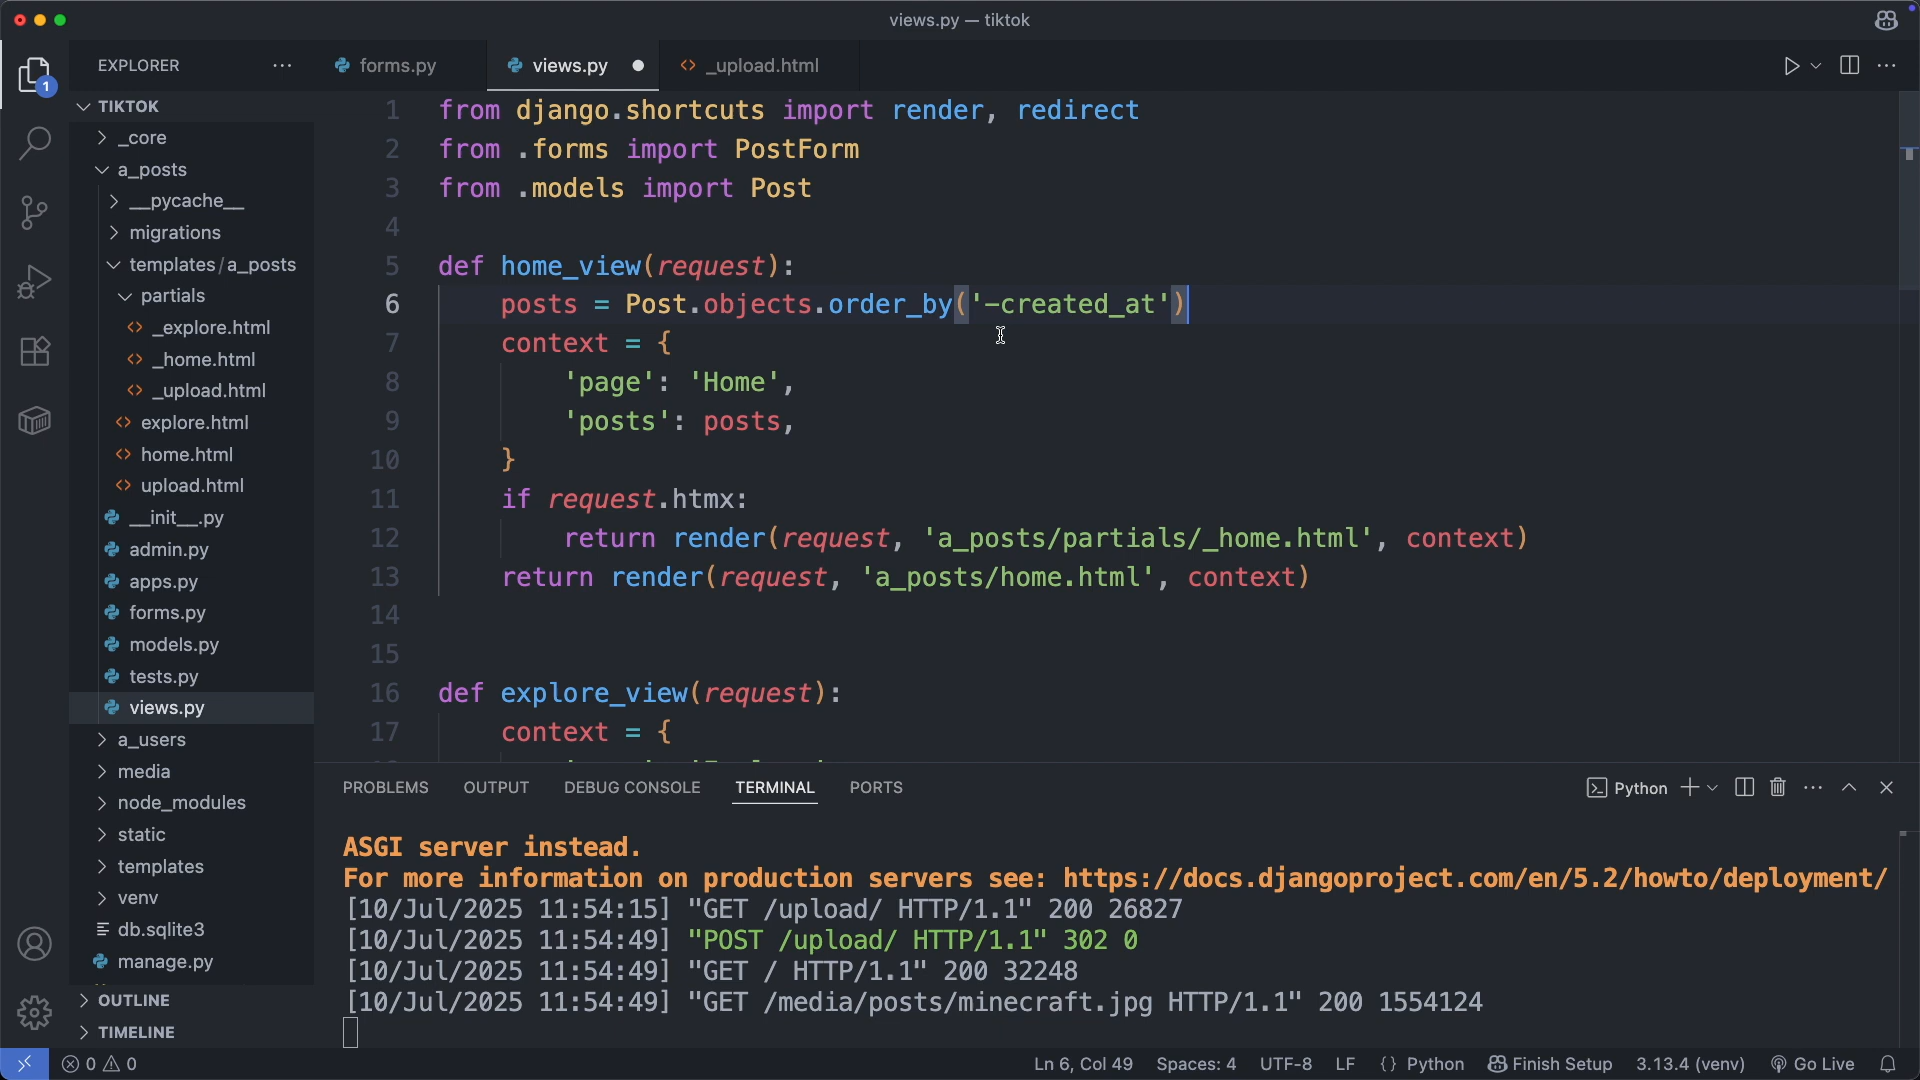 views.py — tiktok
EXPLORER
forms.py
views.py
_upload.html
1
TIKTOK
_core
a_posts
__pycache__
migrations
templates/a_posts
partials
_explore.html
_home.html
_upload.html
explore.html
home.html
upload.html
__init__.py
admin.py
apps.py
forms.py
models.py
tests.py
views.py
a_users
media
node_modules
static
templates
venv
db.sqlite3
manage.py
OUTLINE
TIMELINE
1 from django.shortcuts import render, redirect
2 from .forms import PostForm
3 from .models import Post
4
5 def home_view(request):
6 posts = Post.objects.order_by('-created_at')
7 context = {
8 'page': 'Home',
9 'posts': posts,
10 }
11 if request.htmx:
12 return render(request, 'a_posts/partials/_home.html', context)
13 return render(request, 'a_posts/home.html', context)
14
15
16 def explore_view(request):
17 context = {
PROBLEMS OUTPUT DEBUG CONSOLE TERMINAL PORTS
Python
ASGI server instead.
For more information on production servers see: https://docs.djangoproject.com/en/5.2/howto/deployment/
[10/Jul/2025 11:54:15] "GET /upload/ HTTP/1.1" 200 26827
[10/Jul/2025 11:54:49] "POST /upload/ HTTP/1.1" 302 0
[10/Jul/2025 11:54:49] "GET / HTTP/1.1" 200 32248
[10/Jul/2025 11:54:49] "GET /media/posts/minecraft.jpg HTTP/1.1" 200 1554124
0 0 Ln 6, Col 49 Spaces: 4 UTF-8 LF {} Python Finish Setup 3.13.4 (venv) Go Live